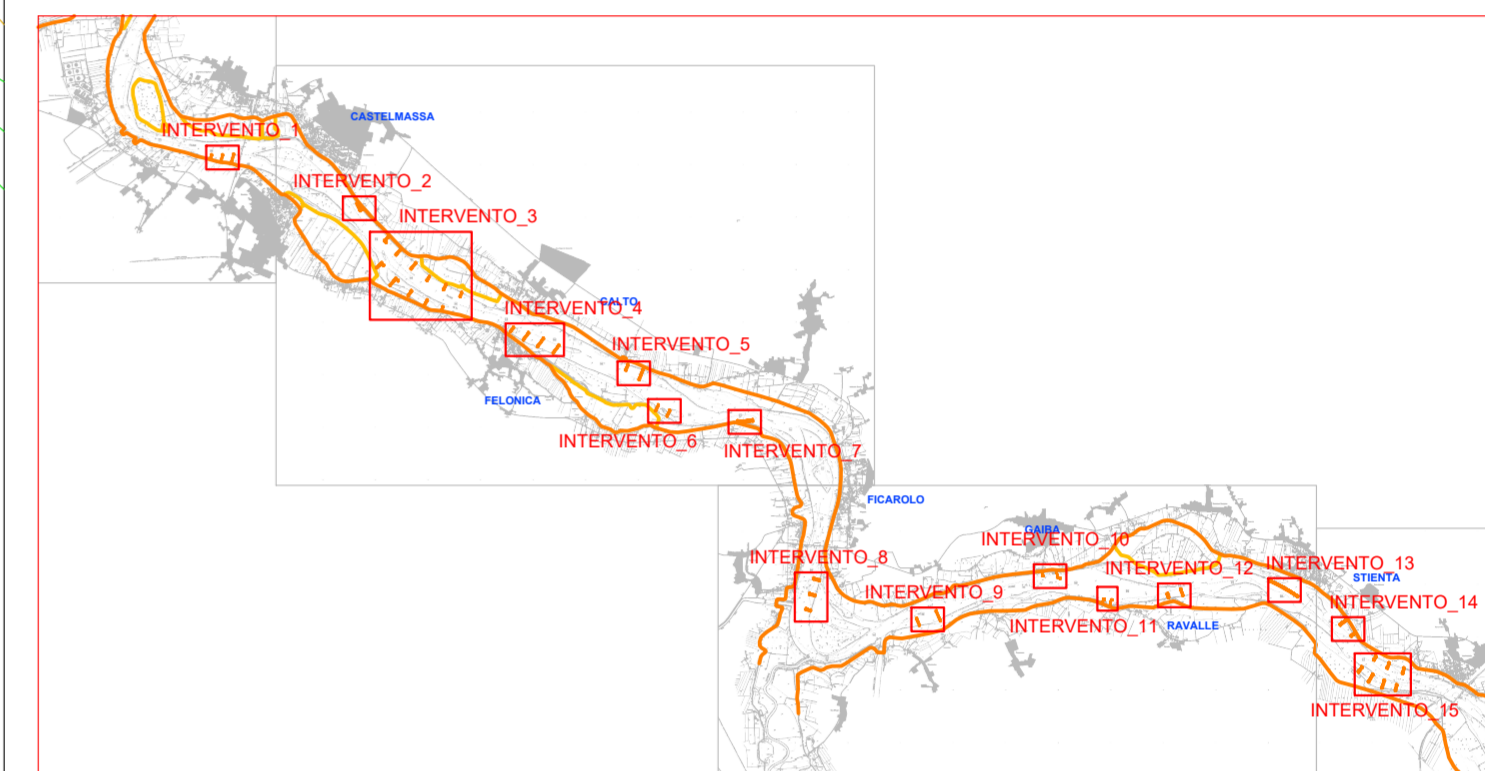 CASTELMASSA
INTERVENTO_1
INTERVENTO_2
INTERVENTO_3
CALTO
INTERVENTO_4
INTERVENTO_5
FELONICA
INTERVENTO_6
INTERVENTO_7
FICAROLO
GAIBA
INTERVENTO_10
INTERVENTO_8
INTERVENTO_12
INTERVENTO_13
STIENTA
INTERVENTO_9
INTERVENTO_14
INTERVENTO_11
RAVALLE
INTERVENTO_15